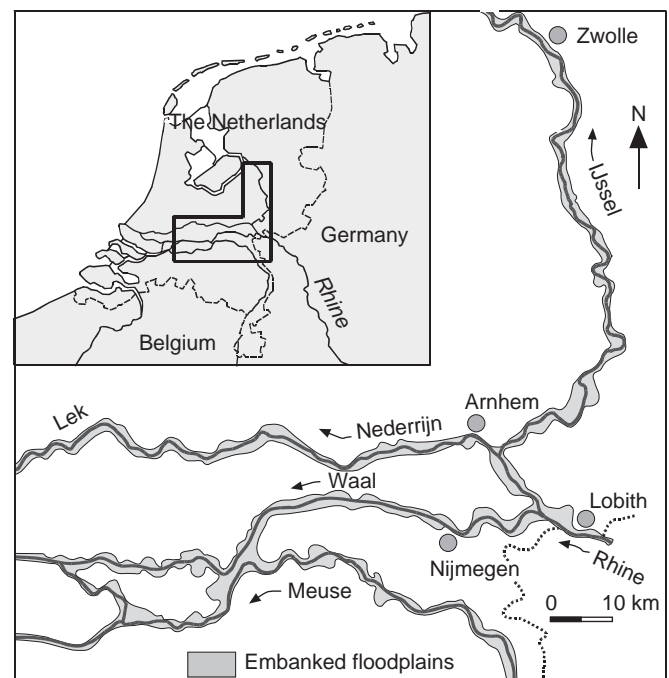 Zwolle
N
The Netherlands
IJssel
Germany
Rhine
Belgium
Arnhem
Lek
Nederrijn
Waal
Lobith
Nijmegen
Rhine
Meuse
0 10 km
Embanked floodplains